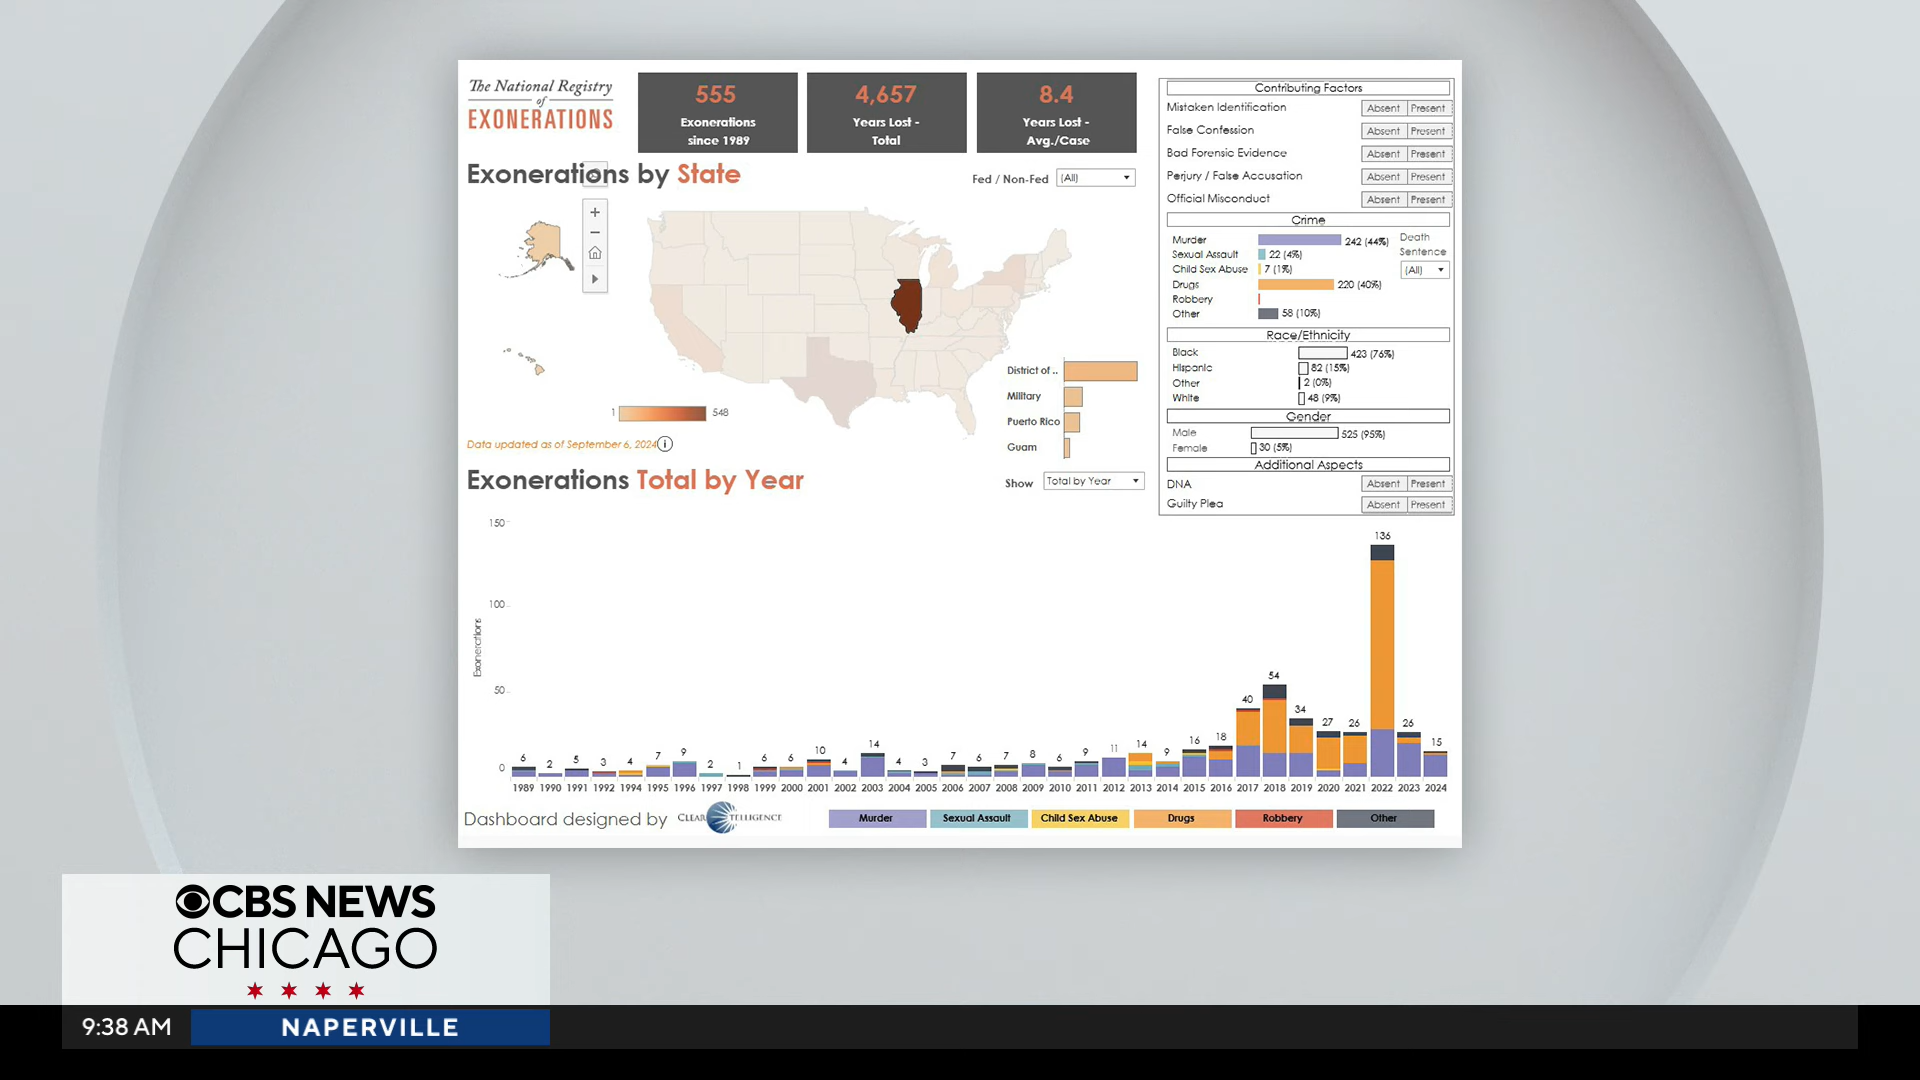 The National Registry
of
EXONERATIONS
555
Exonerations
since 1989
4,657
Years Lost -
Total
8.4
Years Lost -
Avg./Case
Exonerations by State
Fed / Non-Fed (All)
+
−
1 548
Data updated as of September 6, 2024 i
District of ..
Military
Puerto Rico
Guam
Contributing Factors
Mistaken Identification Absent Present
False Confession Absent Present
Bad Forensic Evidence Absent Present
Perjury / False Accusation Absent Present
Official Misconduct Absent Present
Crime
Murder 242 (44%)
Sexual Assault 22 (4%)
Child Sex Abuse 7 (1%)
Drugs 220 (40%)
Robbery
Other 58 (10%)
Death
Sentence
(All)
Race/Ethnicity
Black 423 (76%)
Hispanic 82 (15%)
Other 2 (0%)
White 48 (9%)
Gender
Male 525 (95%)
Female 30 (5%)
Additional Aspects
DNA Absent Present
Guilty Plea Absent Present
Exonerations Total by Year
Show Total by Year
Exonerations
150
100
50
0
6 2 5 3 4 7 9 2 1 6 6 10 4 14 4 3 7 6 7 8 6 9 11 14 9 16 18 40 54 34 27 26 136 26 15
1989 1990 1991 1992 1994 1995 1996 1997 1998 1999 2000 2001 2002 2003 2004 2005 2006 2007 2008 2009 2010 2011 2012 2013 2014 2015 2016 2017 2018 2019 2020 2021 2022 2023 2024
Dashboard designed by CLEARTELLIGENCE
Murder Sexual Assault Child Sex Abuse Drugs Robbery Other
CBS NEWS
CHICAGO
9:38 AM NAPERVILLE